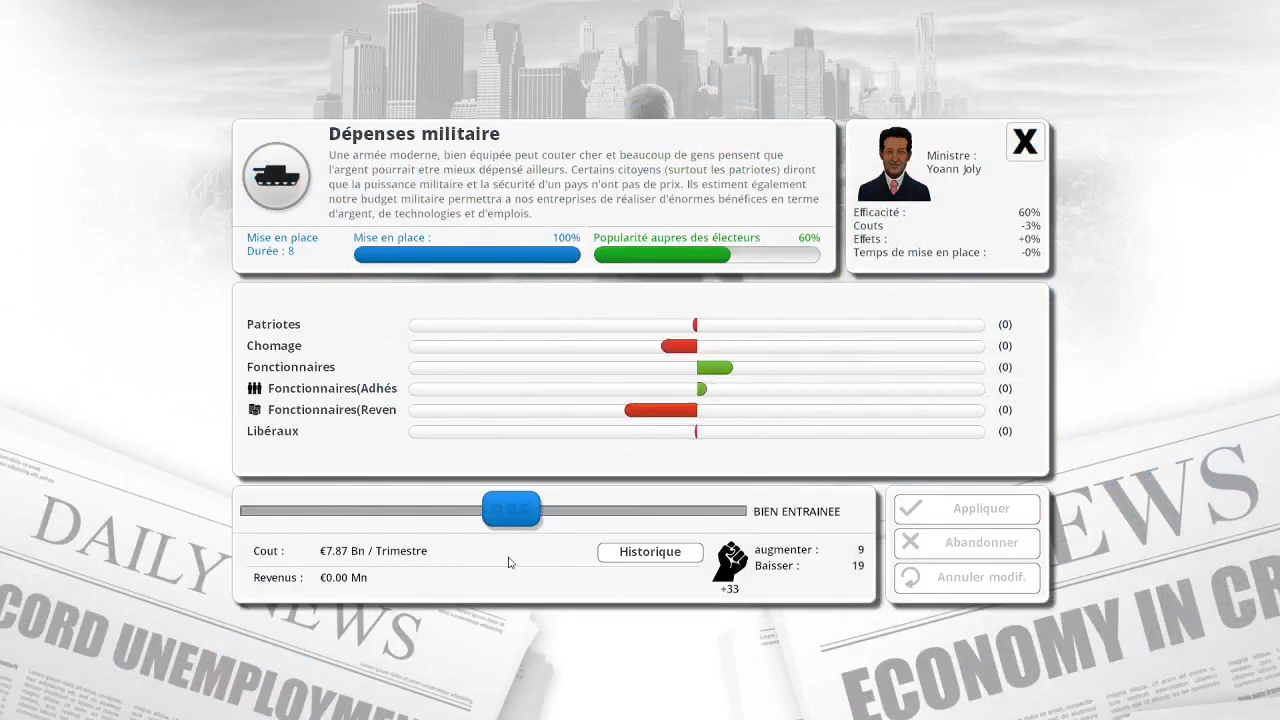 Dépenses militaire
Une armée moderne, bien équipée peut couter cher et beaucoup de gens pensent que
l'argent pourrait etre mieux dépensé ailleurs. Certains citoyens (surtout les patriotes) diront
que la puissance militaire et la sécurité d'un pays n'ont pas de prix. Ils estiment également
notre budget militaire permettra a nos entreprises de réaliser d'énormes bénéfices en terme
d'argent, de technologies et d'emplois.
Mise en place
Durée : 8
Mise en place : 100%
Popularité aupres des électeurs 60%
X
Ministre :
Yoann Joly
Efficacité : 60%
Couts -3%
Effets : +0%
Temps de mise en place : -0%
Patriotes (0)
Chomage (0)
Fonctionnaires (0)
Fonctionnaires(Adhés (0)
Fonctionnaires(Reven (0)
Libéraux (0)
BIEN ENTRAINEE
Cout : €7.87 Bn / Trimestre
Revenus : €0.00 Mn
Historique
augmenter : 9
Baisser : 19
+33
Appliquer
Abandonner
Annuler modif.
DAILY NEWS
CORD UNEMPLOYME
EWS
ECONOMY IN CR